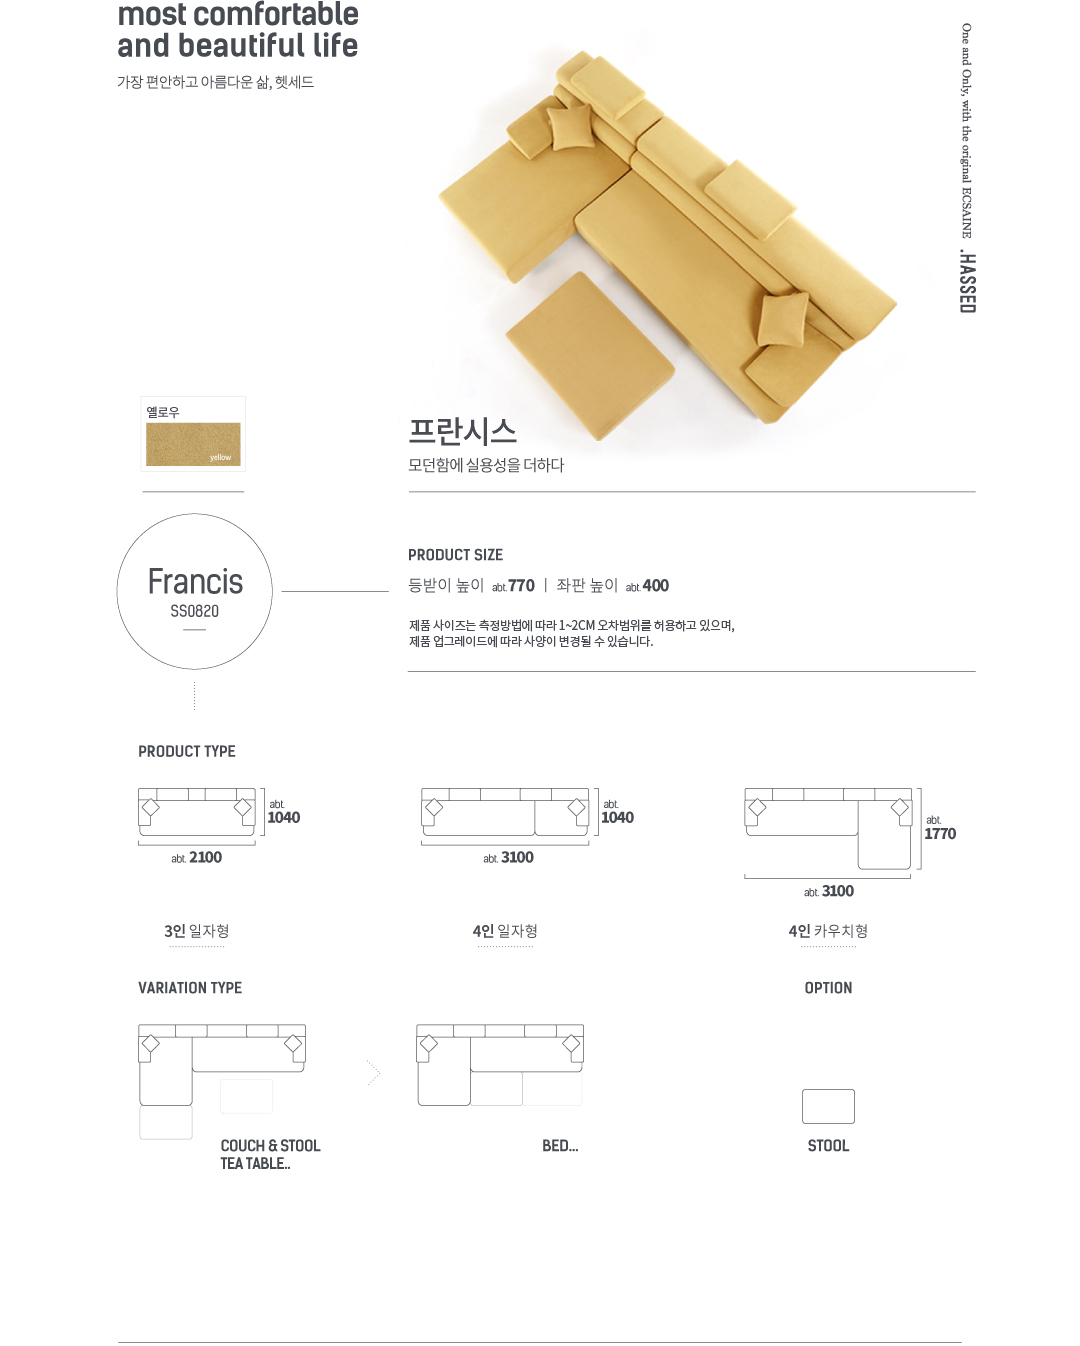 most comfortable
and beautiful life
가장 편안하고 아름다운 삶, 헷세드
One and Only, with the original ECSAINE .HASSED
옐로우
yellow
프란시스
모던함에 실용성을 더하다
Francis
SS0820
PRODUCT SIZE
등받이 높이 abt.770 | 좌판 높이 abt.400
제품 사이즈는 측정방법에 따라 1~2CM 오차범위를 허용하고 있으며,
제품 업그레이드에 따라 사양이 변경될 수 있습니다.
PRODUCT TYPE
abt.
1040
abt. 2100
3인 일자형
abt.
1040
abt. 3100
4인 일자형
abt.
1770
abt. 3100
4인 카우치형
VARIATION TYPE
COUCH & STOOL
TEA TABLE..
BED...
OPTION
STOOL